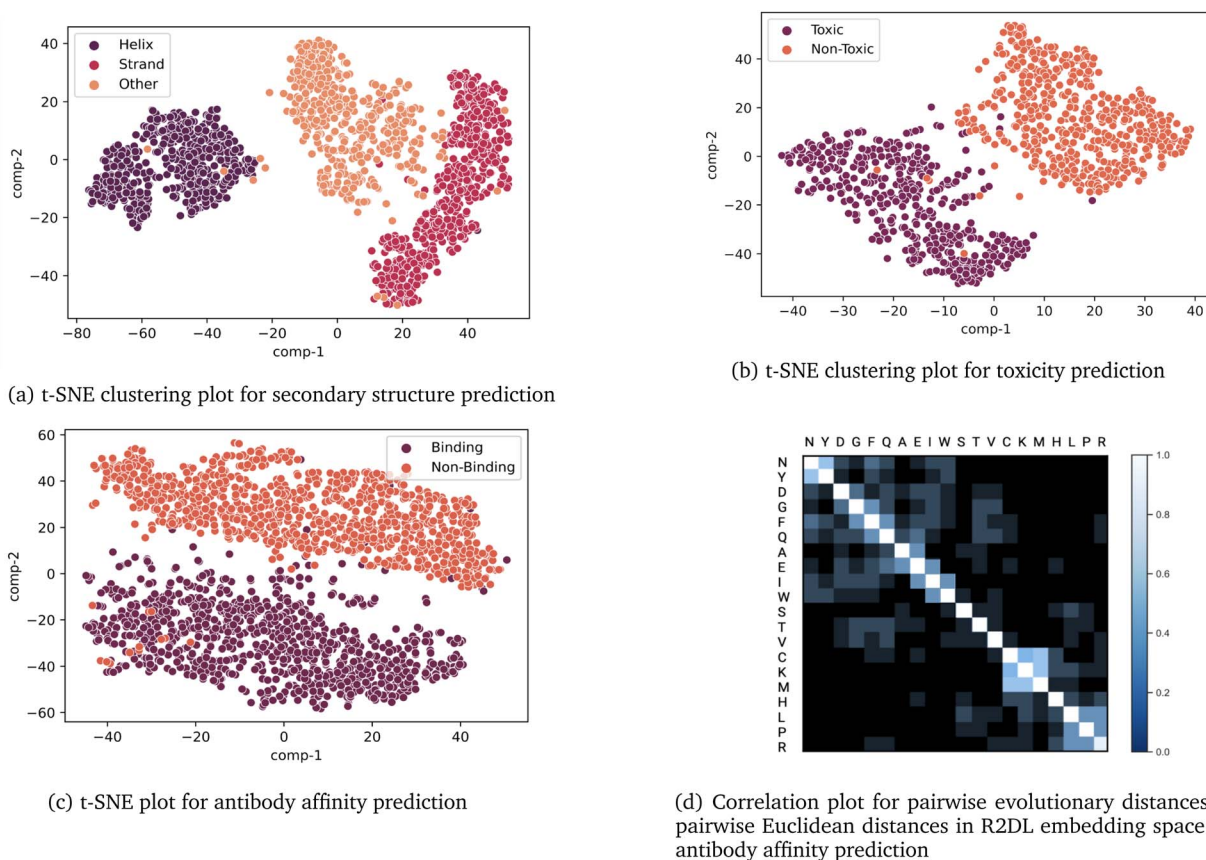 Helix
Strand
Other
40
20
0
−20
−40
comp-2
−80 −60 −40 −20 0 20 40
comp-1
(a) t-SNE clustering plot for secondary structure prediction
Toxic
Non-Toxic
40
20
0
−20
−40
comp-2
−40 −30 −20 −10 0 10 20 30 40
comp-1
(b) t-SNE clustering plot for toxicity prediction
Binding
Non-Binding
60
40
20
0
−20
−40
−60
comp-2
−40 −20 0 20 40
comp-1
(c) t-SNE plot for antibody affinity prediction
N Y D G F Q A E I W S T V C K M H L P R
N
Y
D
G
F
Q
A
E
I
W
S
T
V
C
K
M
H
L
P
R
1.0
0.8
0.6
0.4
0.2
0.0
(d) Correlation plot for pairwise evolutionary distances
pairwise Euclidean distances in R2DL embedding space
antibody affinity prediction